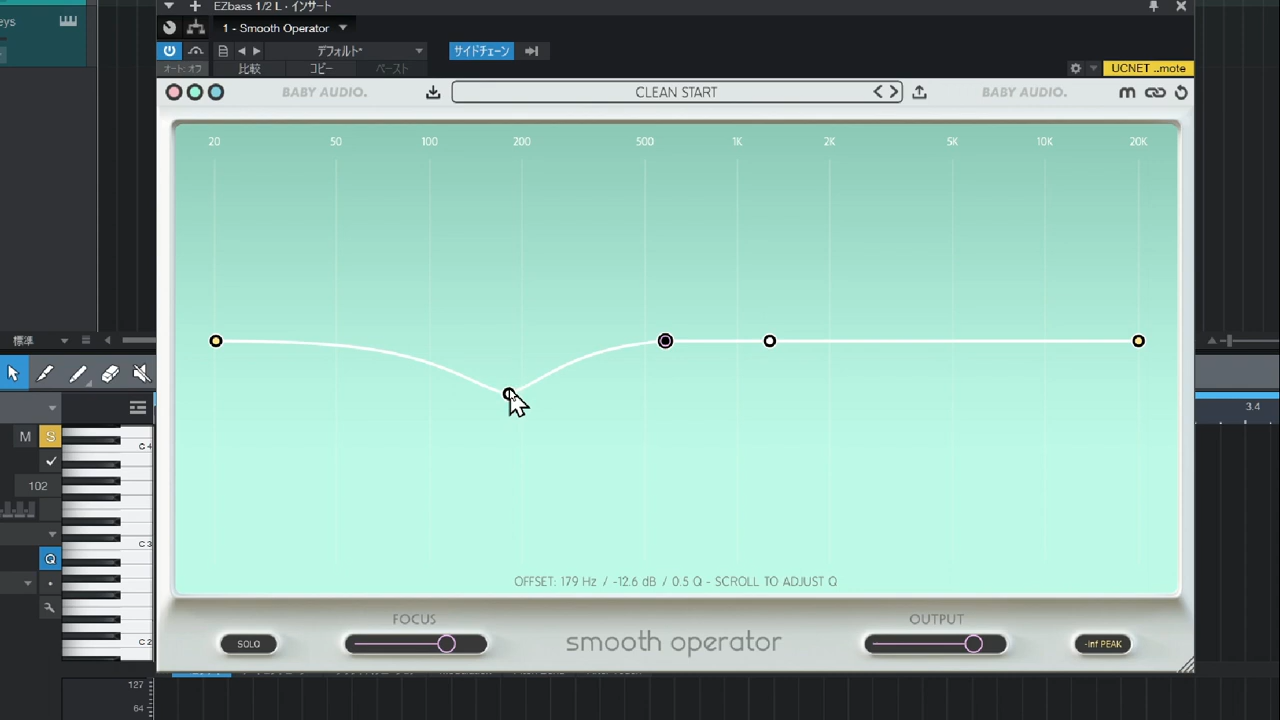 EZbass 1/2 L · インサート
eys
1 - Smooth Operator
デフォルト*
サイドチェーン
オート: オフ
比較
コピー
ペースト
UCNET ..mote
BABY AUDIO.
CLEAN START
BABY AUDIO.
20 50 100 200 500 1K 2K 5K 10K 20K
標準
3.4
M S
C 4
102
C 3
Q
OFFSET: 179 Hz / -12.6 dB / 0.5 Q - SCROLL TO ADJUST Q
FOCUS
OUTPUT
SOLO
smooth operator
-Inf PEAK
C 2
127
64